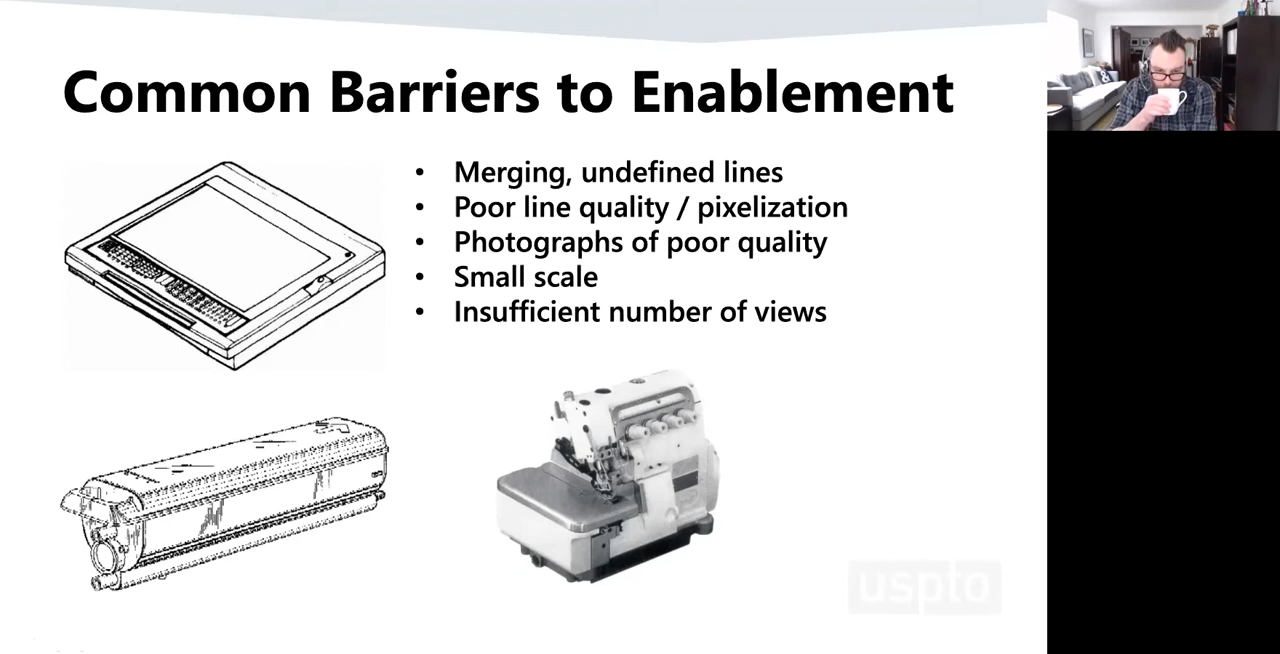 Common Barriers to Enablement
• Merging, undefined lines
• Poor line quality / pixelization
• Photographs of poor quality
• Small scale
• Insufficient number of views
uspto